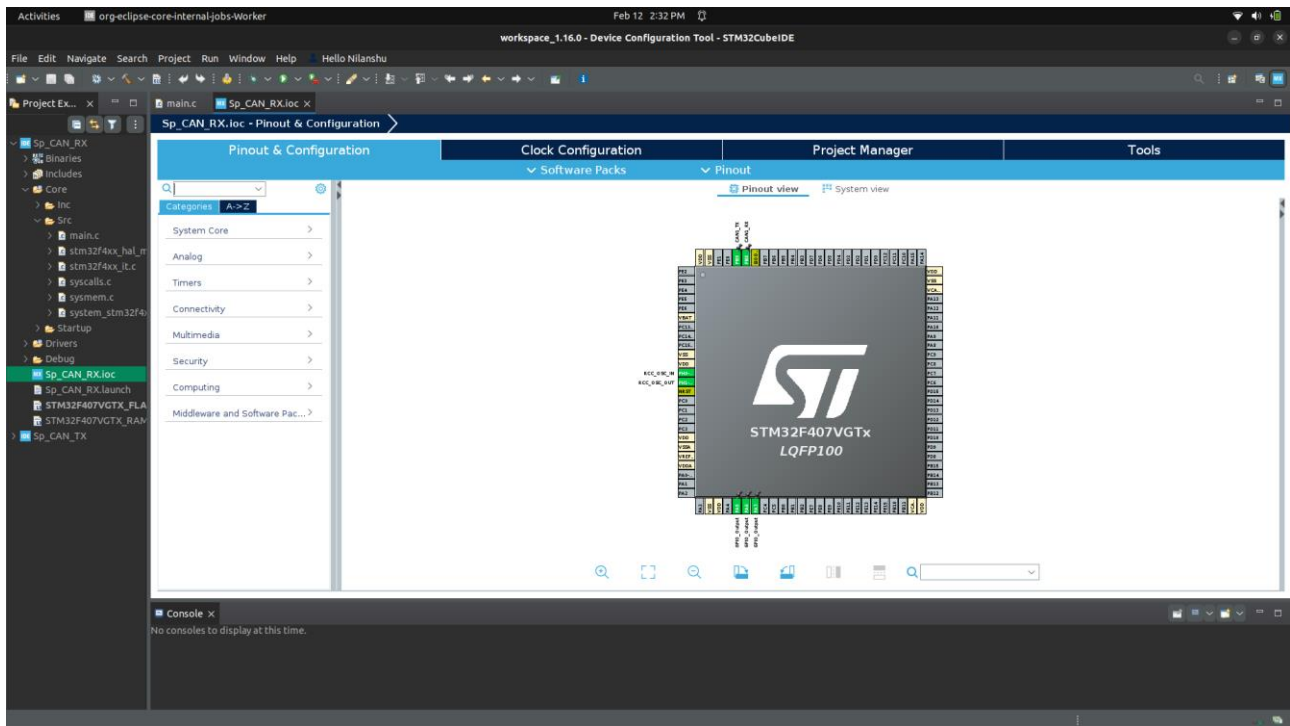 Activities
org-eclipse-core-internal-jobs-Worker
Feb 12 2:32 PM
workspace_1.16.0 - Device Configuration Tool - STM32CubeIDE
File Edit Navigate Search Project Run Window Help Hello Nilanshu
Project Ex...
main.c
Sp_CAN_RX.ioc
Sp_CAN_RX.ioc - Pinout & Configuration
Sp_CAN_RX
Binaries
Includes
Core
Inc
Src
main.c
stm32f4xx_hal_m
stm32f4xx_it.c
syscalls.c
sysmem.c
system_stm32f4
Startup
Drivers
Debug
Sp_CAN_RX.ioc
Sp_CAN_RX.launch
STM32F407VGTX_FLA
STM32F407VGTX_RAM
Sp_CAN_TX
Pinout & Configuration
Clock Configuration
Project Manager
Tools
Software Packs
Pinout
Pinout view
System view
Categories
A->Z
System Core
Analog
Timers
Connectivity
Multimedia
Security
Computing
Middleware and Software Pac...
CAN1_TX
CAN1_RX
RCC_OSC_IN
RCC_OSC_OUT
STM32F407VGTx
LQFP100
GPIO_Output
GPIO_Output
GPIO_Output
Console
No consoles to display at this time.